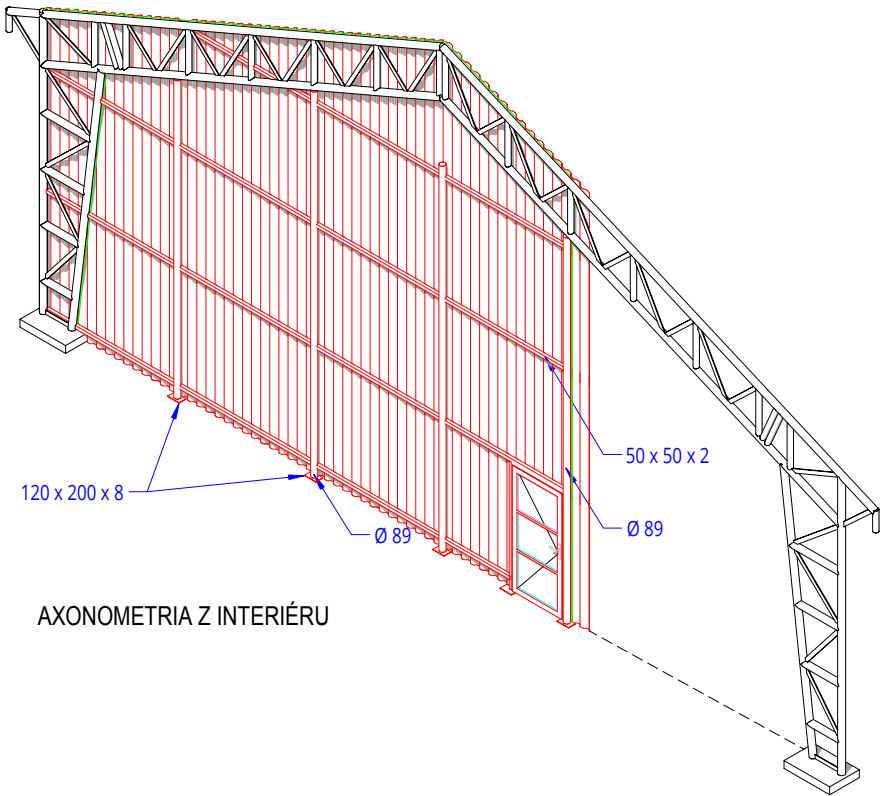 50 x 50 x 2
120 x 200 x 8
Ø 89
Ø 89
AXONOMETRIA Z INTERIÉRU